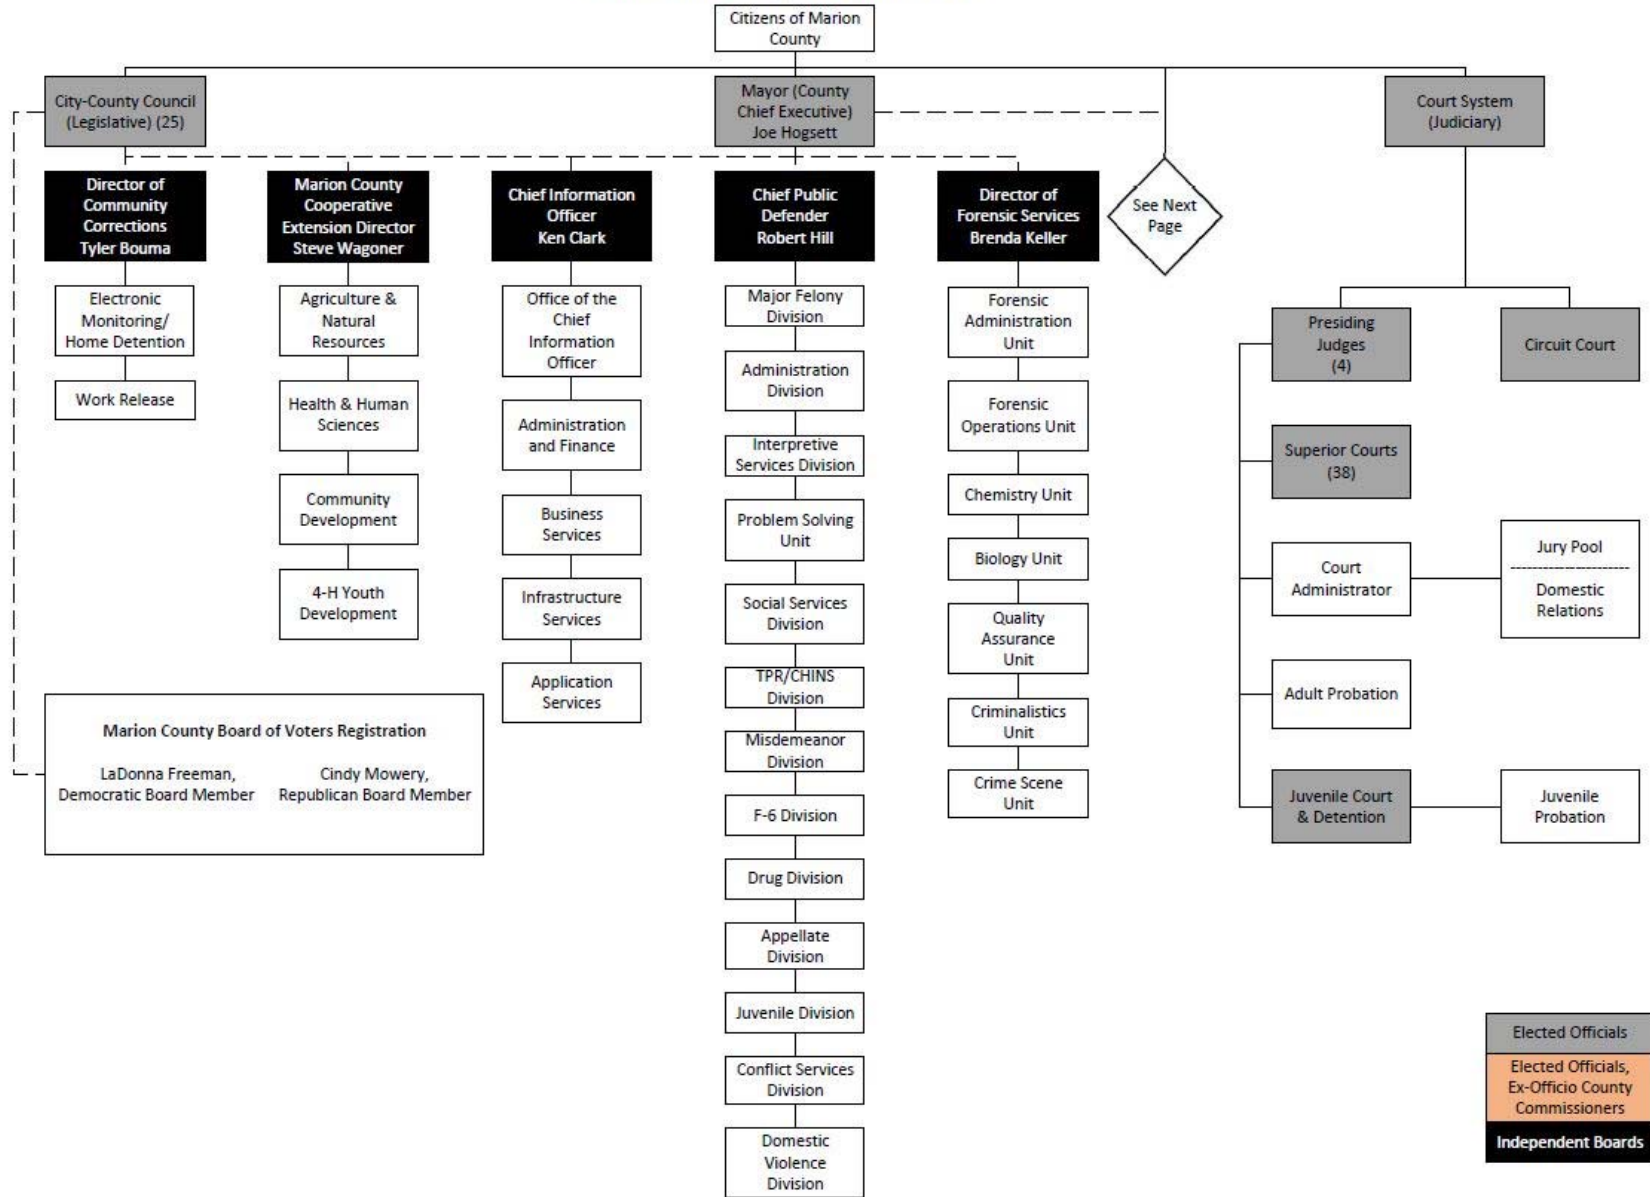 Citizens of Marion
County
City-County Council
(Legislative) (25)
Mayor (County
Chief Executive)
Joe Hogsett
Court System
(Judiciary)
Director of
Community
Corrections
Tyler Bouma
Marion County
Cooperative
Extension Director
Steve Wagoner
Chief Information
Officer
Ken Clark
Chief Public
Defender
Robert Hill
Director of
Forensic Services
Brenda Keller
See Next
Page
Electronic
Monitoring/
Home Detention
Work Release
Agriculture &
Natural
Resources
Health & Human
Sciences
Community
Development
4-H Youth
Development
Office of the
Chief
Information
Officer
Administration
and Finance
Business
Services
Infrastructure
Services
Application
Services
Major Felony
Division
Administration
Division
Interpretive
Services Division
Problem Solving
Unit
Social Services
Division
TPR/CHINS
Division
Misdemeanor
Division
F-6 Division
Drug Division
Appellate
Division
Juvenile Division
Conflict Services
Division
Domestic
Violence
Division
Forensic
Administration
Unit
Forensic
Operations Unit
Chemistry Unit
Biology Unit
Quality
Assurance
Unit
Criminalistics
Unit
Crime Scene
Unit
Presiding
Judges
(4)
Circuit Court
Superior Courts
(38)
Court
Administrator
Jury Pool
Domestic
Relations
Adult Probation
Juvenile Court
& Detention
Juvenile
Probation
Marion County Board of Voters Registration
LaDonna Freeman,
Democratic Board Member
Cindy Mowery,
Republican Board Member
Elected Officials
Elected Officials,
Ex-Officio County
Commissioners
Independent Boards